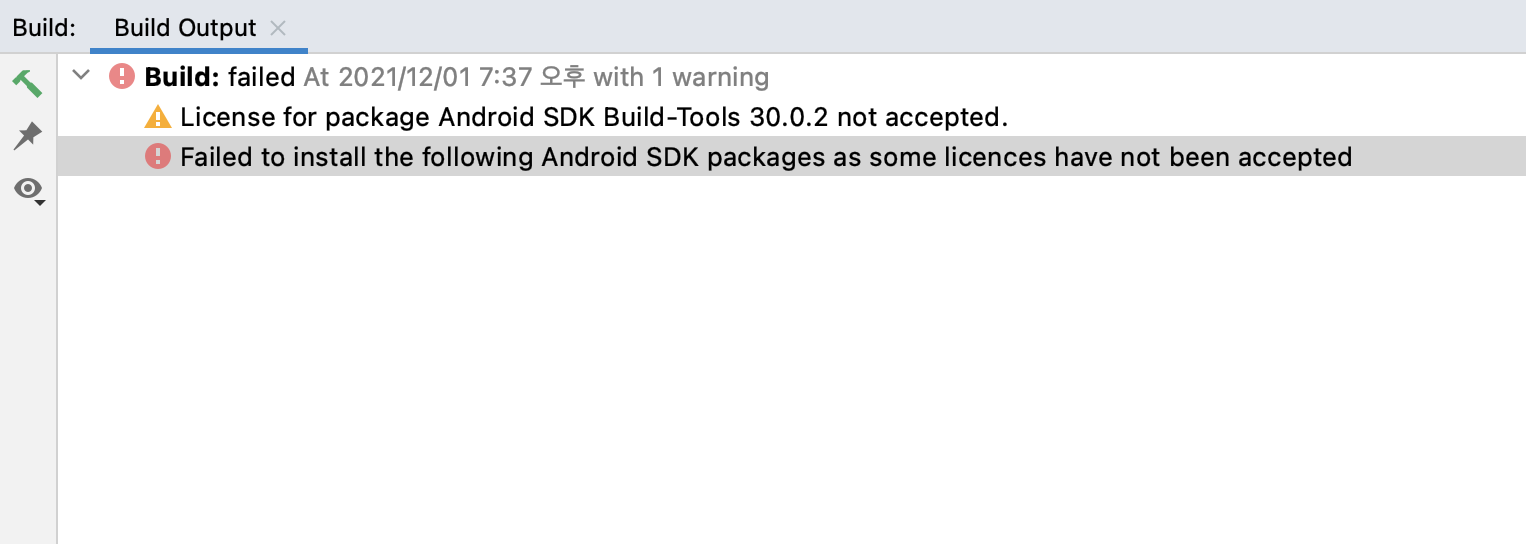 Build: Build Output
Build: failed At 2021/12/01 7:37 오후 with 1 warning
License for package Android SDK Build-Tools 30.0.2 not accepted.
Failed to install the following Android SDK packages as some licences have not been accepted